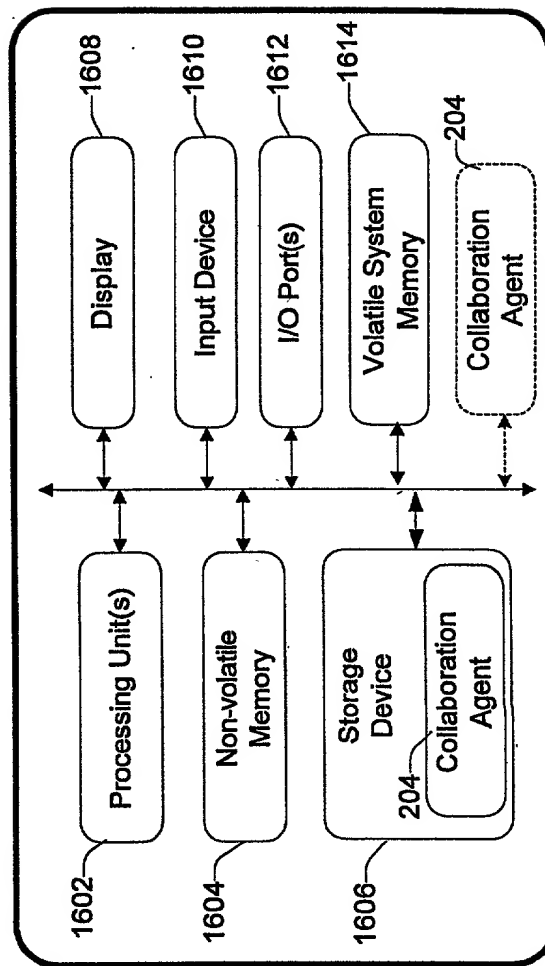 1602
Processing Unit(s)
1604
Non-volatile
Memory
1606
Storage
Device
204
Collaboration
Agent
Display
1608
Input Device
1610
I/O Port(s)
1612
Volatile System
Memory
1614
Collaboration
Agent
204